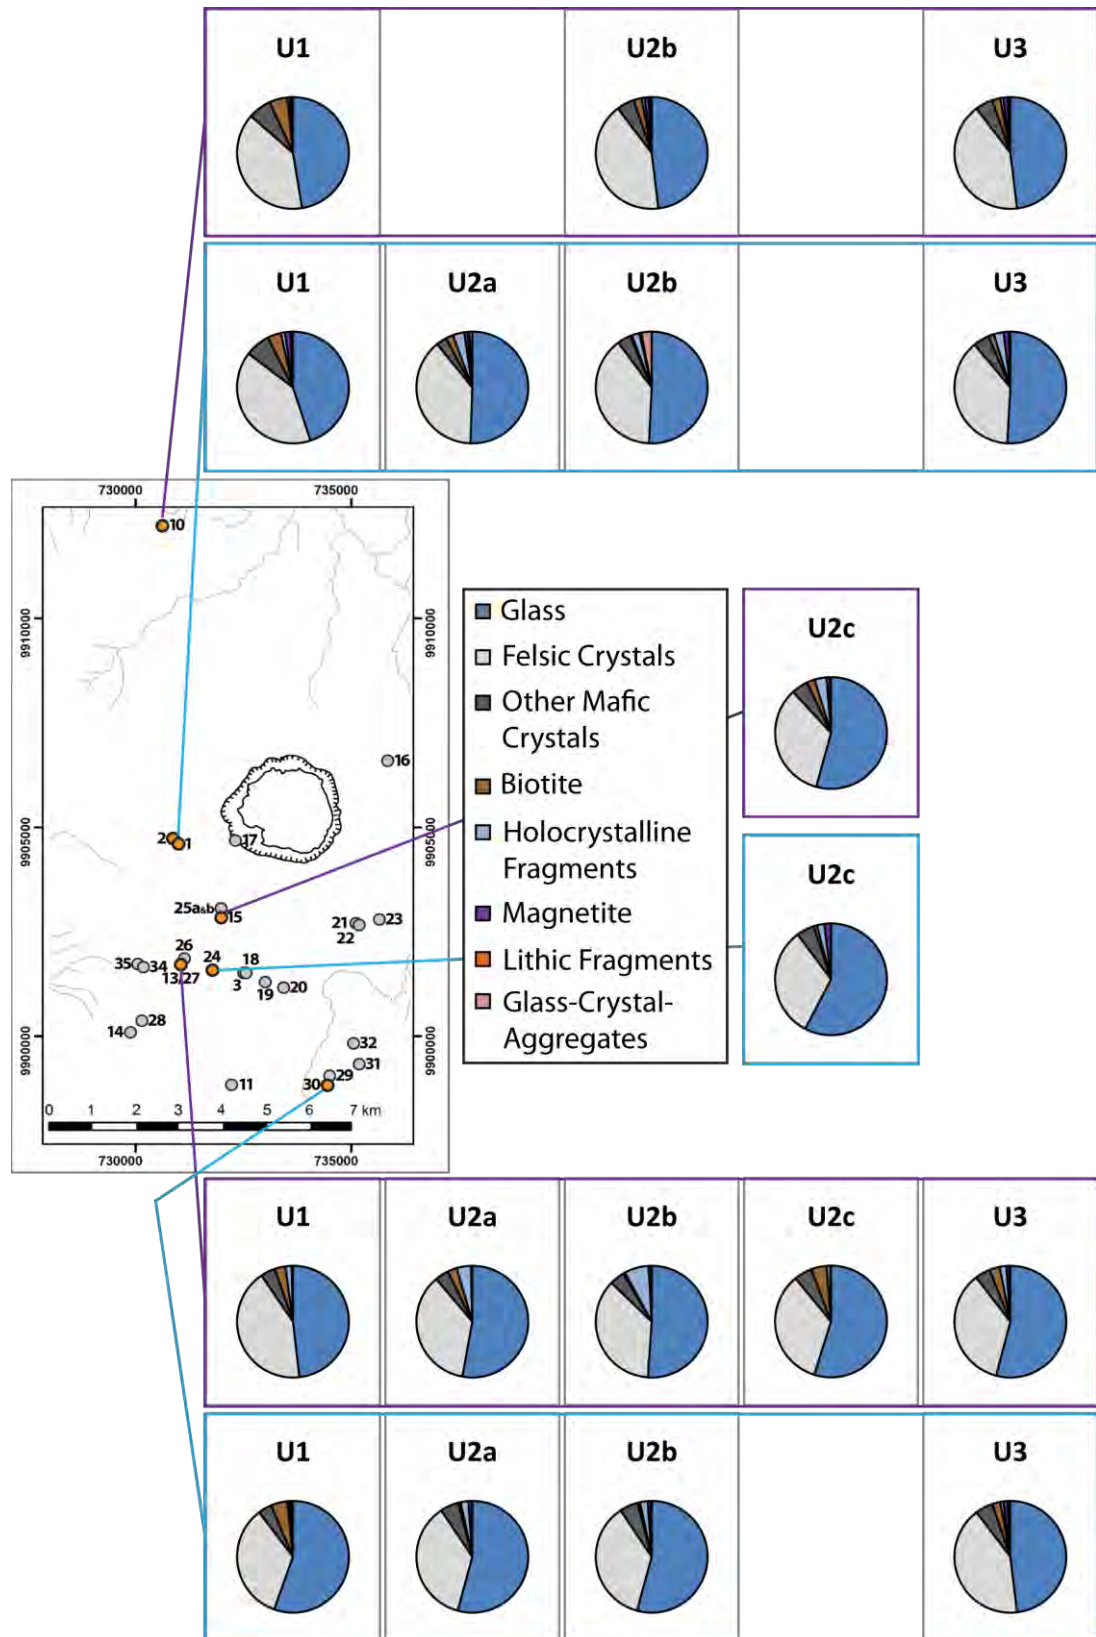 U1 U2b U3
U1 U2a U2b U3
730000 735000
10
9910000 9910000
16
9905000 9905000
2 1 17
25a&b 15
21 22 23
26 24 18
35 34 13/27 3 19 20
14 28
9900000 9900000
32
31
11 30 29
0 1 2 3 4 5 6 7 km
730000 735000
Glass
Felsic Crystals
Other Mafic
Crystals
Biotite
Holocrystalline
Fragments
Magnetite
Lithic Fragments
Glass-Crystal-
Aggregates
U2c
U2c
U1 U2a U2b U2c U3
U1 U2a U2b U3